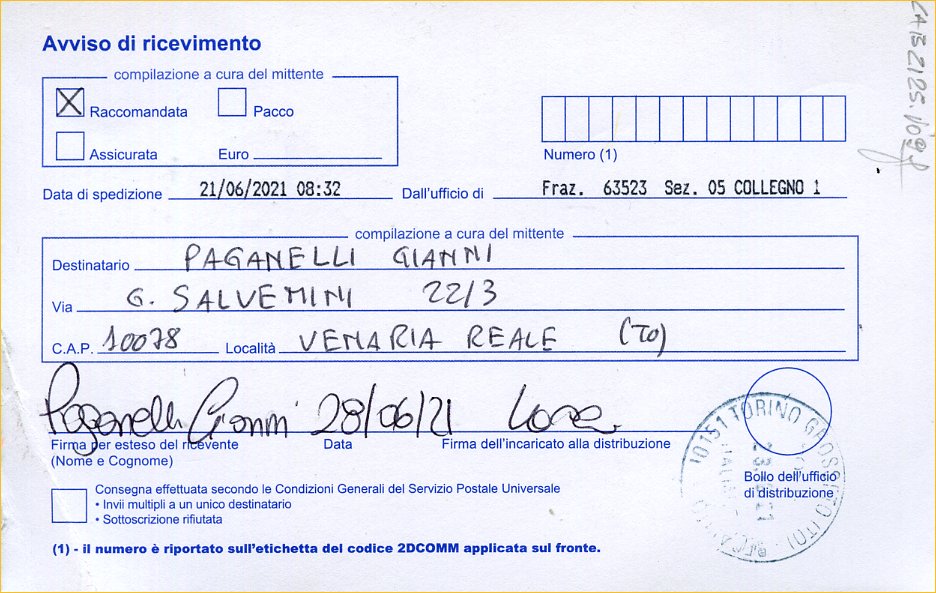 Avviso di ricevimento
compilazione a cura del mittente
X Raccomandata Pacco
Assicurata Euro
Numero (1)
Data di spedizione 21/06/2021 08:32 Dall'ufficio di Fraz. 63523 Sez. 05 COLLEGNO 1
compilazione a cura del mittente
Destinatario PAGANELLI GIANNI
Via G. SALVEMINI 22/3
C.A.P. 10078 Località VENARIA REALE (TO)
Paganelli Gianni 28/06/21
Firma per esteso del ricevente Data Firma dell'incaricato alla distribuzione
(Nome e Cognome)
Bollo dell'ufficio
di distribuzione
10151 TORINO
Consegna effettuata secondo le Condizioni Generali del Servizio Postale Universale
• Invii multipli a un unico destinatario
• Sottoscrizione rifiutata
(1) - il numero è riportato sull'etichetta del codice 2DCOMM applicata sul fronte.